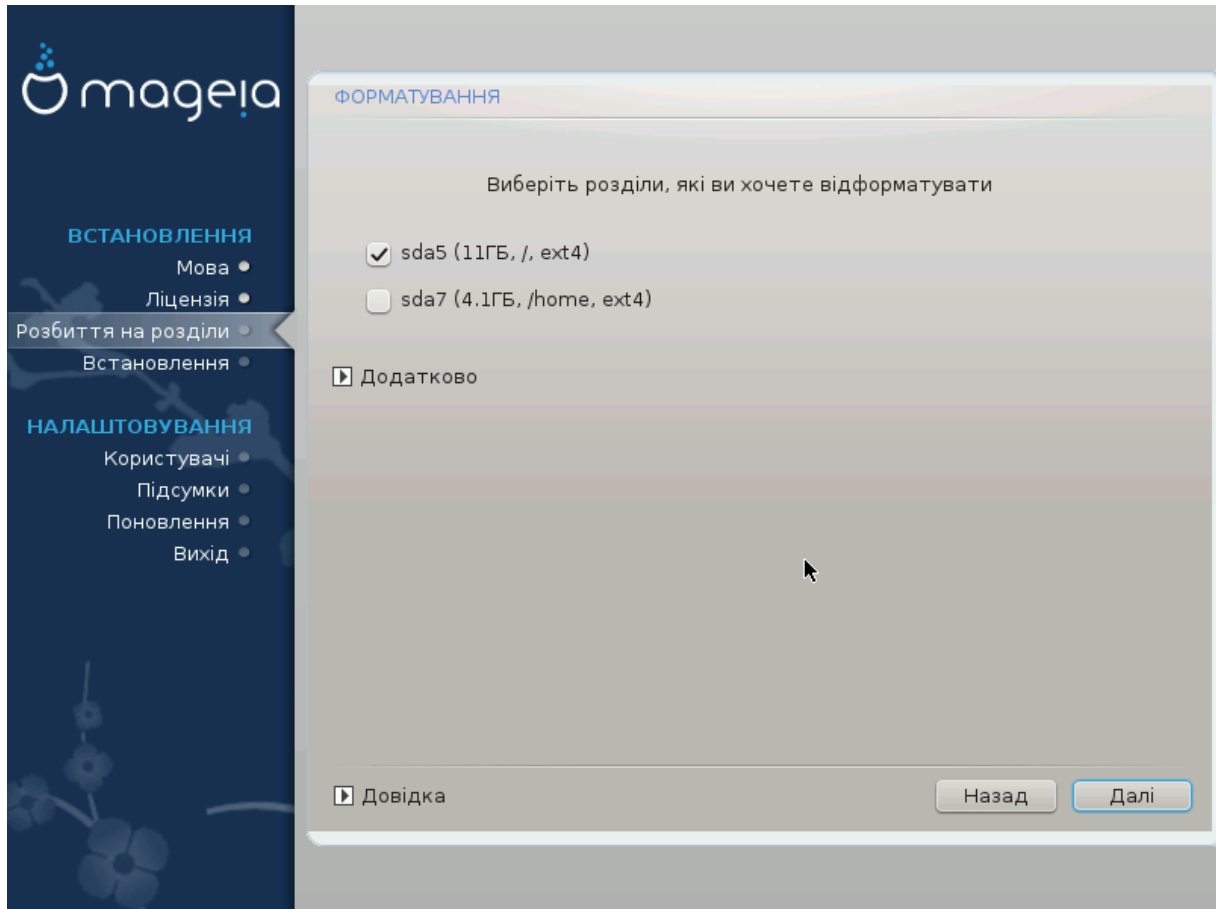 mageia
ВСТАНОВЛЕННЯ
Мова
Ліцензія
Розбиття на розділи
Встановлення
НАЛАШТОВУВАННЯ
Користувачі
Підсумки
Поновлення
Вихід
ФОРМАТУВАННЯ
Виберіть розділи, які ви хочете відформатувати
sda5 (11ГБ, /, ext4)
sda7 (4.1ГБ, /home, ext4)
Додатково
Довідка
Назад
Далі